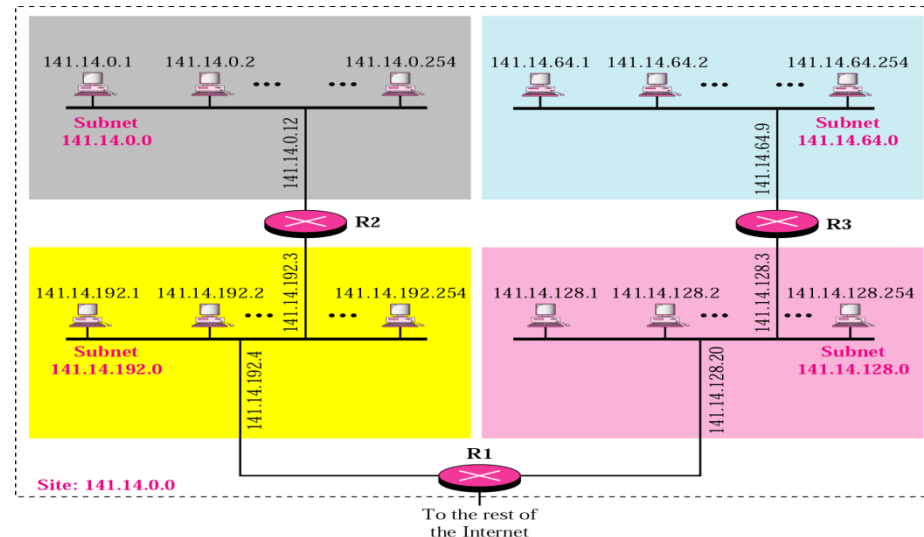 141.14.0.1
141.14.0.2
141.14.0.254
Subnet
141.14.0.0
141.14.0.12
R2
141.14.64.1
141.14.64.2
141.14.64.254
Subnet
141.14.64.0
141.14.64.9
R3
141.14.192.1
141.14.192.2
141.14.192.3
141.14.192.254
Subnet
141.14.192.0
141.14.192.4
141.14.128.1
141.14.128.2
141.14.128.3
141.14.128.254
Subnet
141.14.128.0
141.14.128.20
R1
Site: 141.14.0.0
To the rest of
the Internet